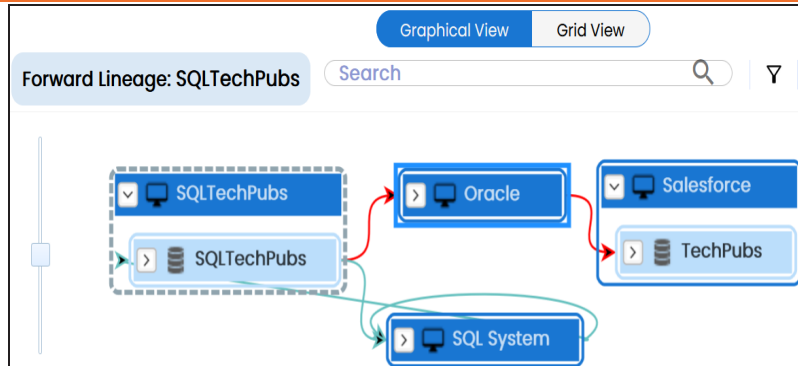 Graphical View
Grid View
Forward Lineage: SQLTechPubs
Search
SQLTechPubs
Oracle
Salesforce
SQLTechPubs
TechPubs
SQL System